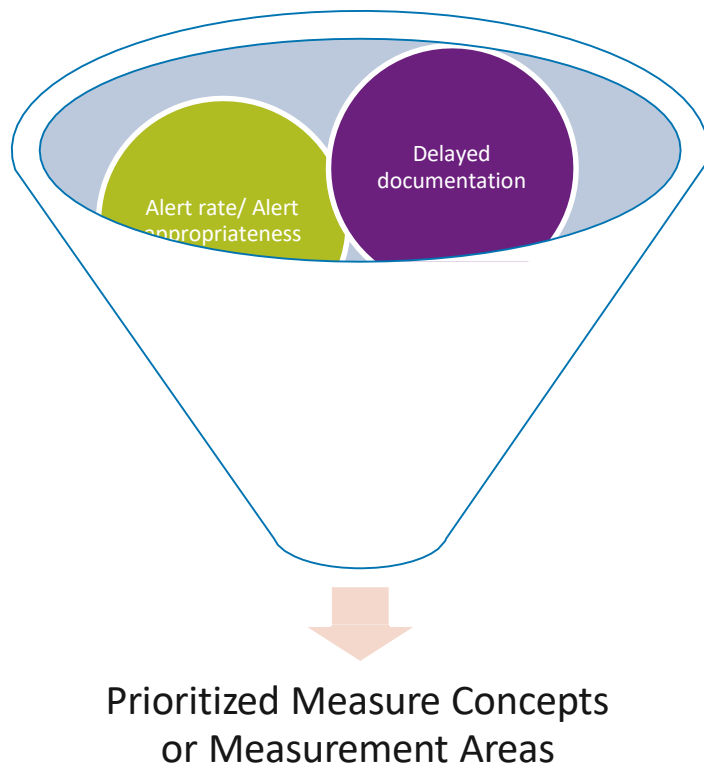 Delayed
documentation
Alert rate/ Alert
appropriateness
Prioritized Measure Concepts
or Measurement Areas